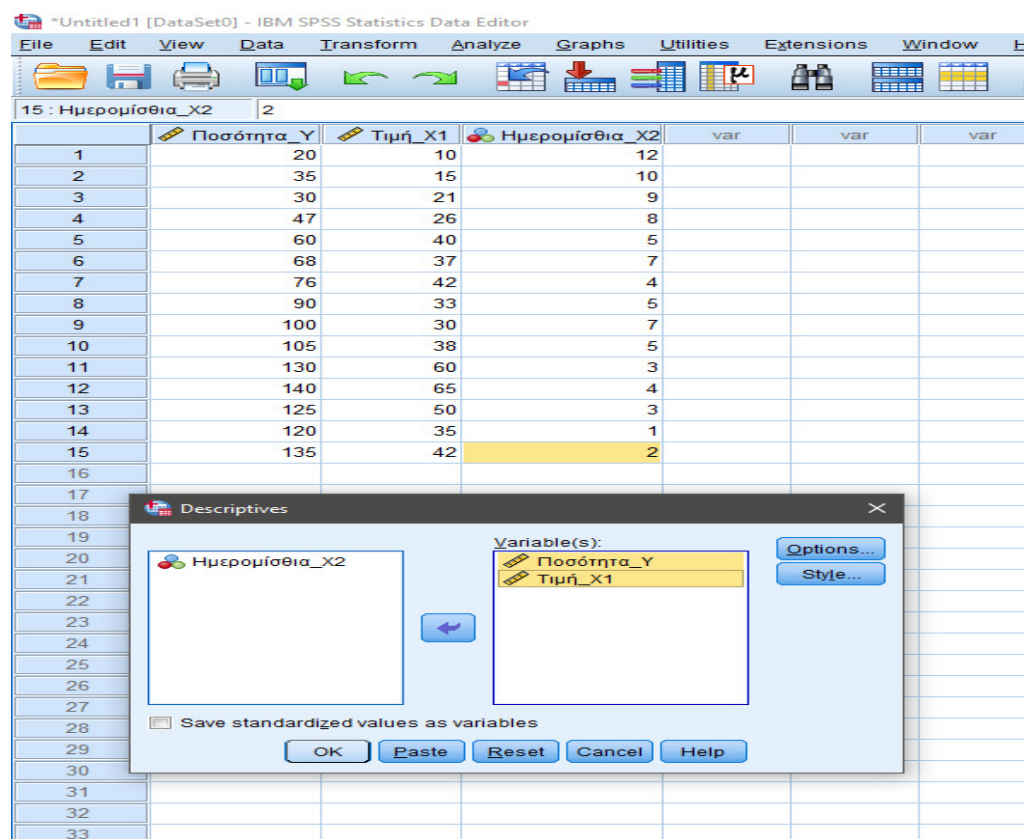 *Untitled1 [DataSet0] - IBM SPSS Statistics Data Editor
File Edit View Data Transform Analyze Graphs Utilities Extensions Window H
µ
15 : Ημερομίσθια_X2 2
Ποσότητα_Y Τιμή_X1 Ημερομίσθια_X2 var var var
1 20 10 12
2 35 15 10
3 30 21 9
4 47 26 8
5 60 40 5
6 68 37 7
7 76 42 4
8 90 33 5
9 100 30 7
10 105 38 5
11 130 60 3
12 140 65 4
13 125 50 3
14 120 35 1
15 135 42 2
16
17
18
19
20
21
22
23
24
25
26
27
28
29
30
31
32
33
Descriptives
Variable(s):
Ημερομίσθια_X2
Ποσότητα_Y
Τιμή_X1
Options...
Style...
Save standardized values as variables
OK Paste Reset Cancel Help